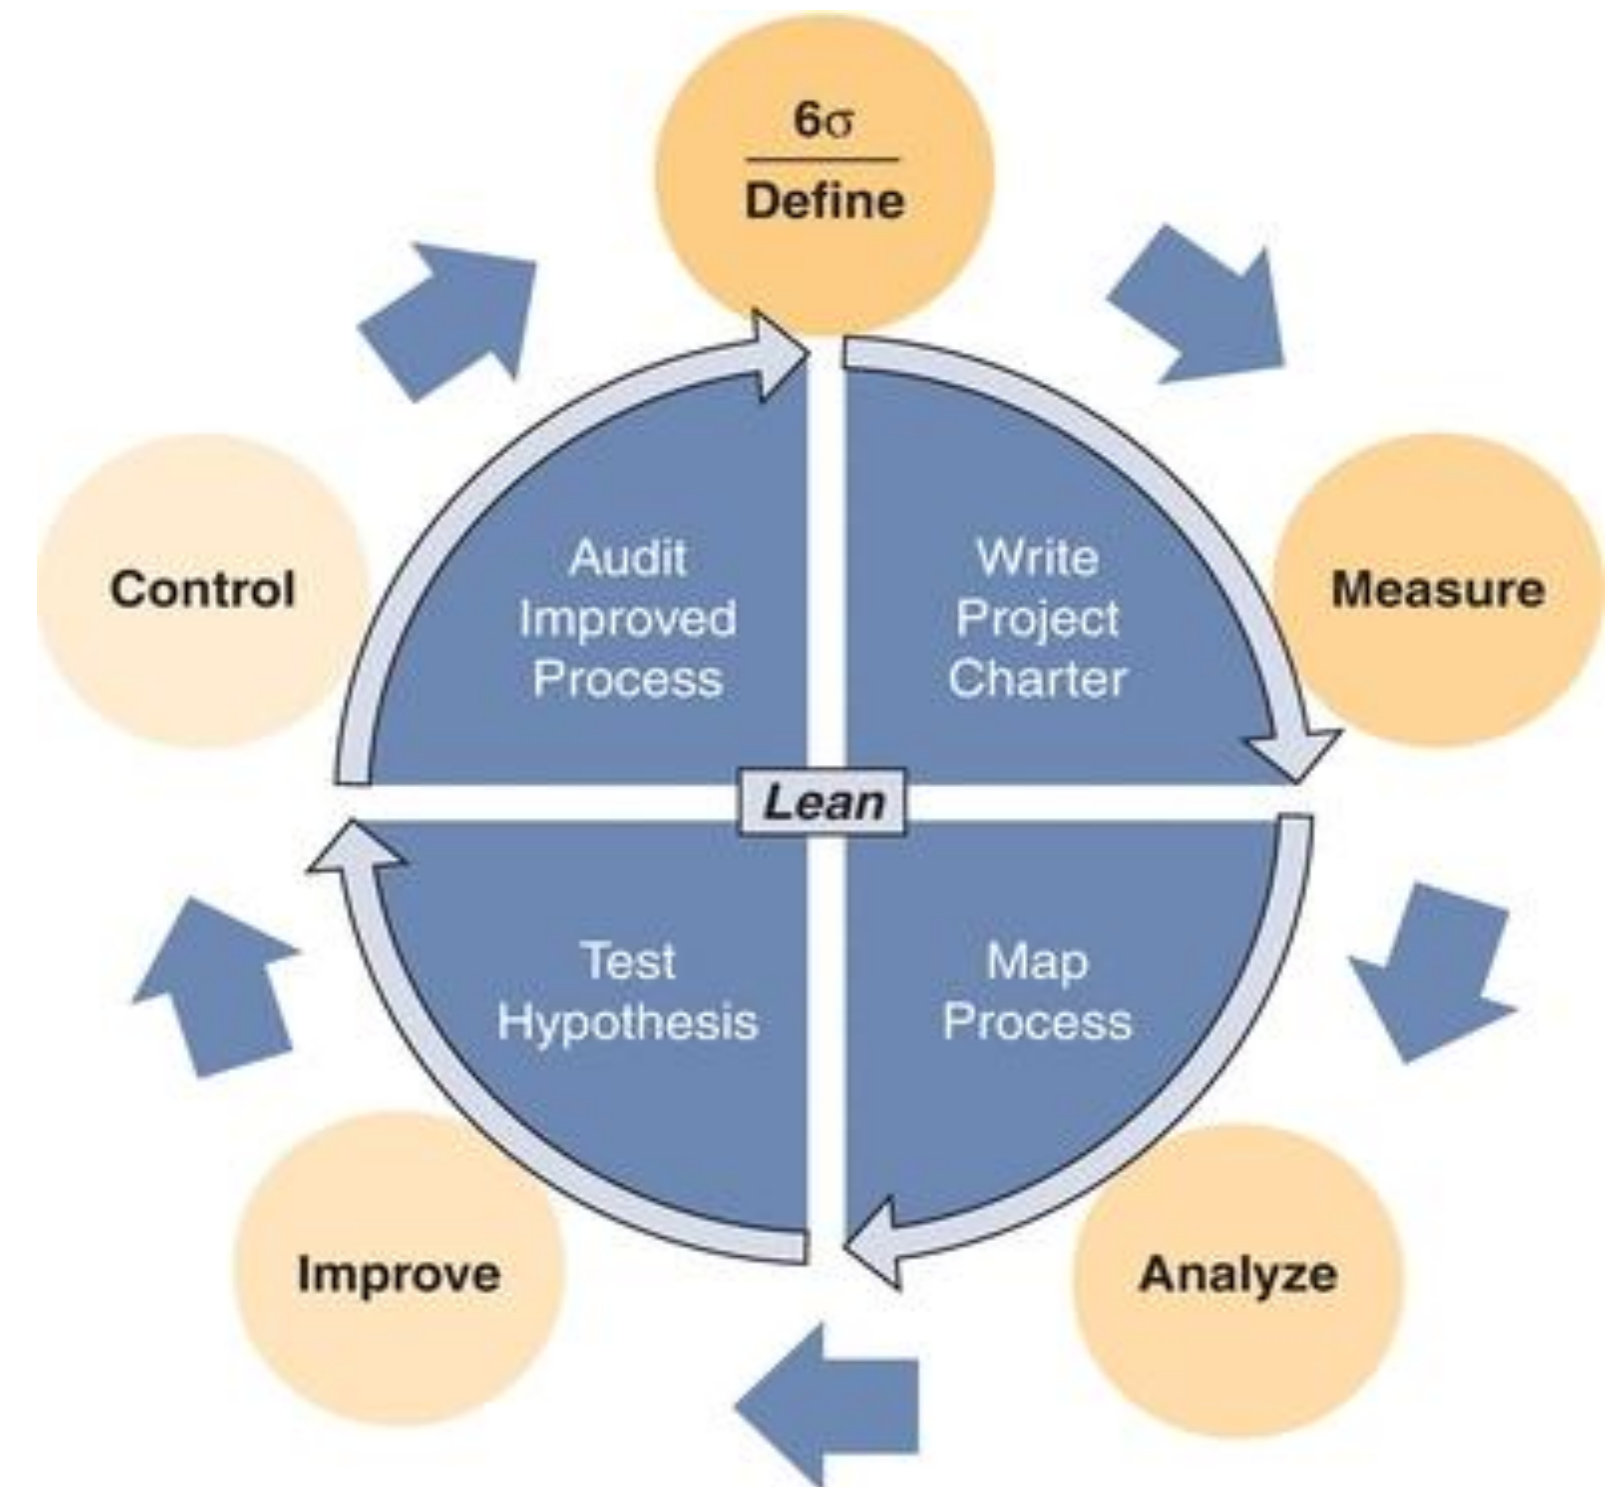 6σ
Define
Control
Measure
Audit
Improved
Process
Write
Project
Charter
Lean
Test
Hypothesis
Map
Process
Improve
Analyze